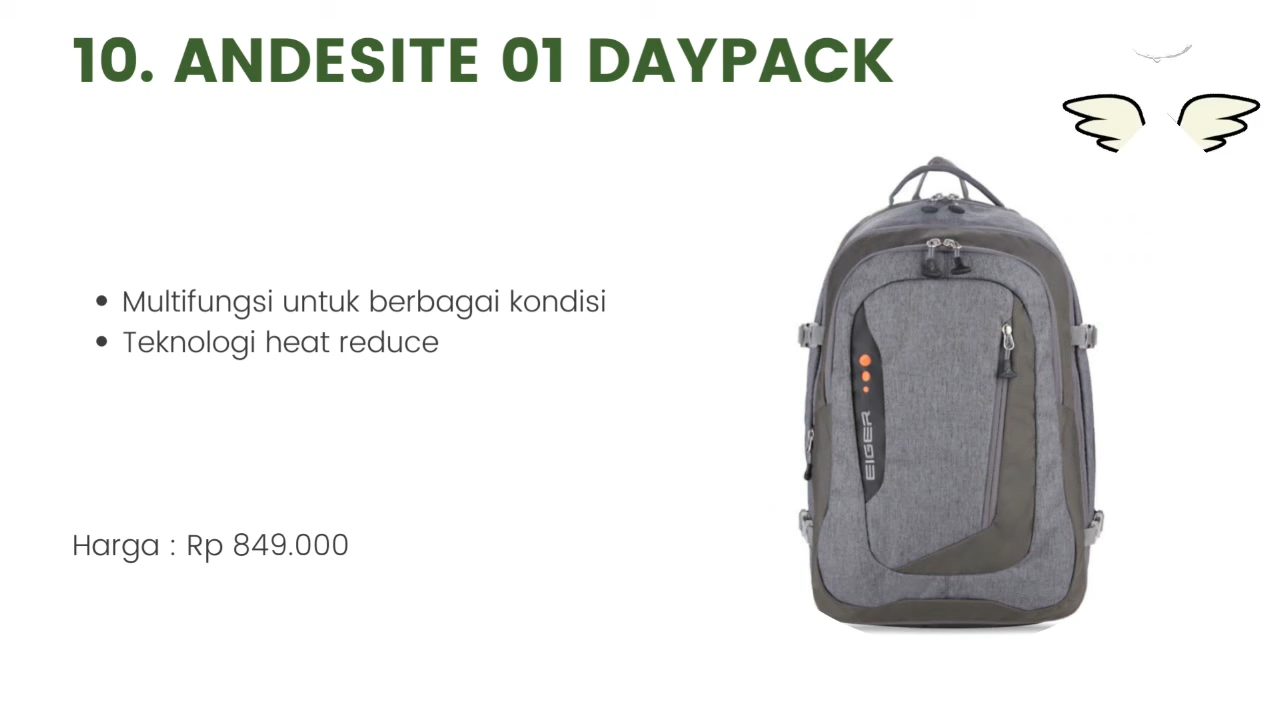 10. ANDESITE 01 DAYPACK
Multifungsi untuk berbagai kondisi
Teknologi heat reduce
EIGER
Harga : Rp 849.000